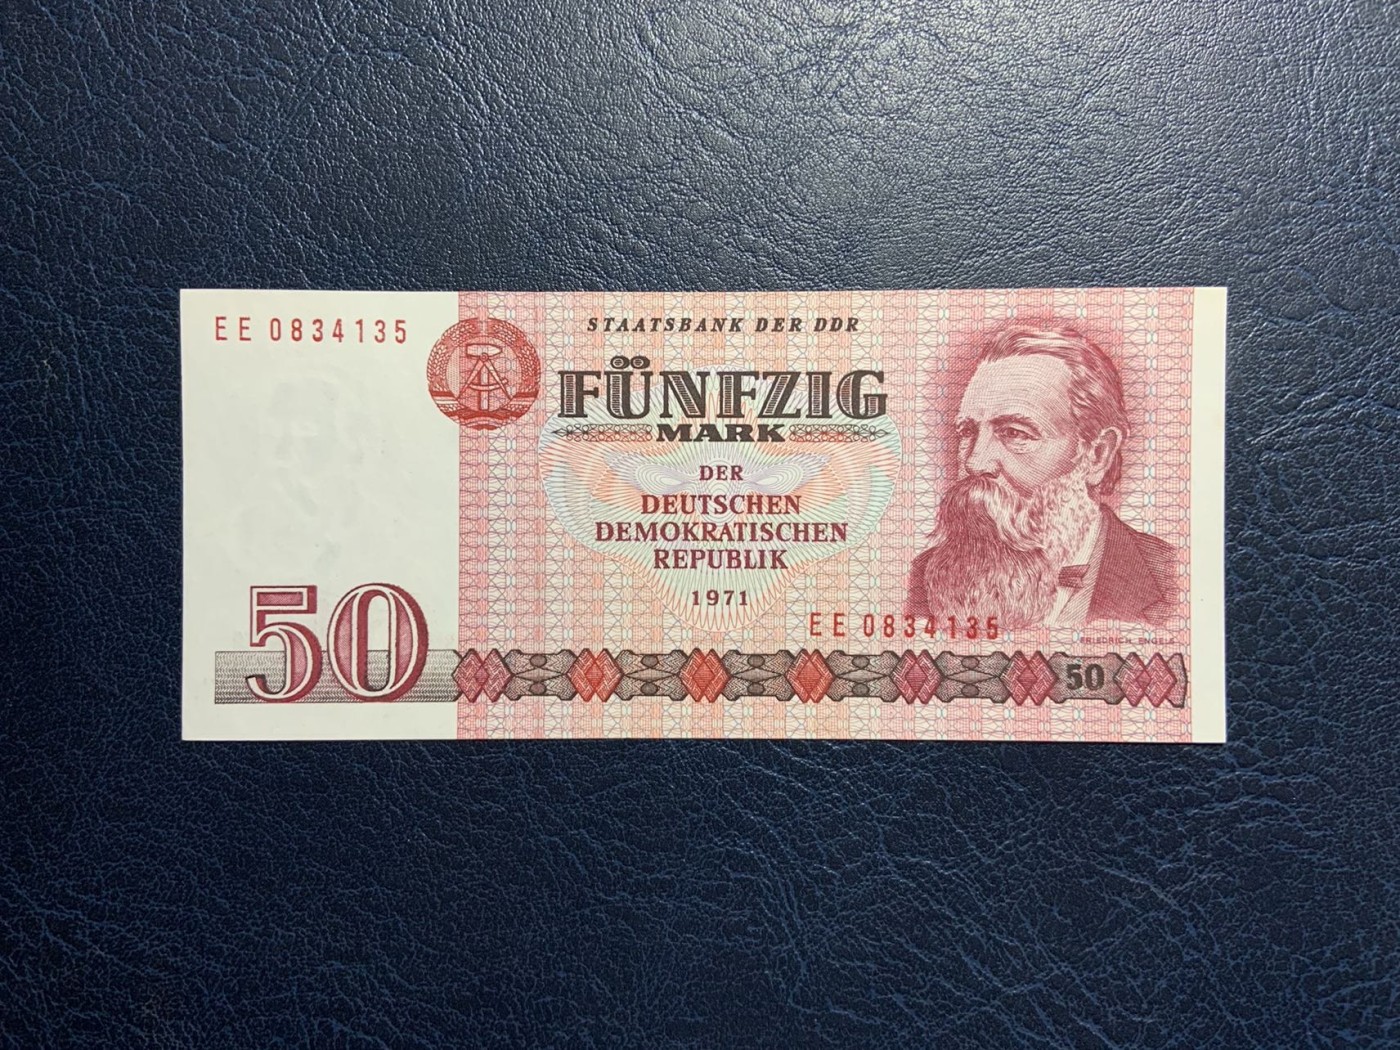 EE 0834135
STAATSBANK DER DDR
FÜNFZIG
MARK
DER
DEUTSCHEN
DEMOKRATISCHEN
REPUBLIK
1971
EE 0834135
FRIEDRICH ENGELS
50
50